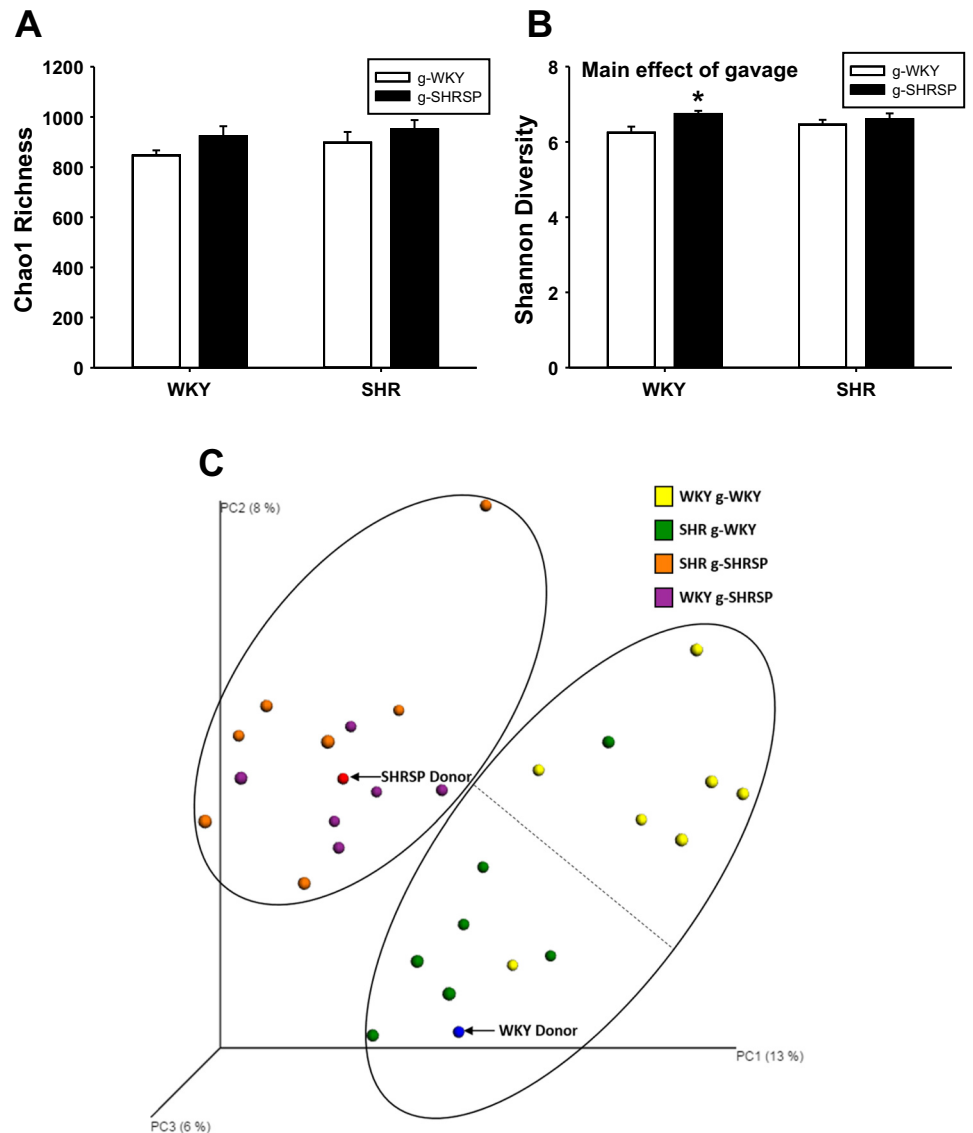 A
1200
1000
800
600
400
200
0
Chao1 Richness
g-WKY
g-SHRSP
WKY
SHR
B
8
6
4
2
0
Shannon Diversity
Main effect of gavage
*
g-WKY
g-SHRSP
WKY
SHR
C
PC2 (8 %)
WKY g-WKY
SHR g-WKY
SHR g-SHRSP
WKY g-SHRSP
SHRSP Donor
WKY Donor
PC1 (13 %)
PC3 (6 %)